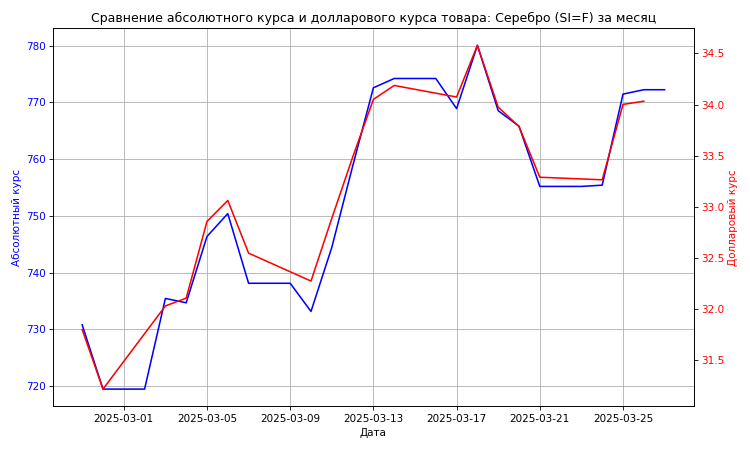 Сравнение абсолютного курса и долларового курса товара: Серебро (SI=F) за месяц
780
770
760
750
740
730
720
Абсолютный курс
34.5
34.0
33.5
33.0
32.5
32.0
31.5
Долларовый курс
2025-03-01 2025-03-05 2025-03-09 2025-03-13 2025-03-17 2025-03-21 2025-03-25
Дата